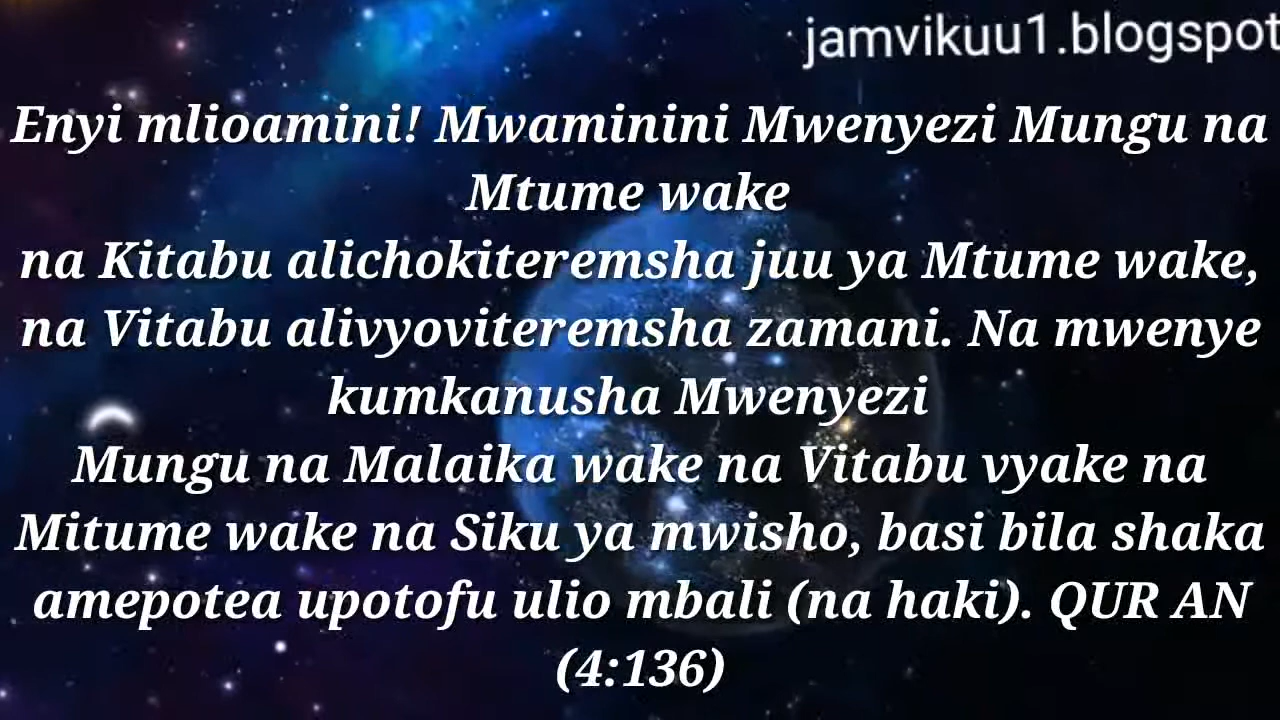 jamvikuu1.blogspot
Enyi mlioamini! Mwaminini Mwenyezi Mungu na
Mtume wake
na Kitabu alichokiteremsha juu ya Mtume wake,
na Vitabu alivyoviteremsha zamani. Na mwenye
kumkanusha Mwenyezi
Mungu na Malaika wake na Vitabu vyake na
Mitume wake na Siku ya mwisho, basi bila shaka
amepotea upotofu ulio mbali (na haki). QUR AN
(4:136)